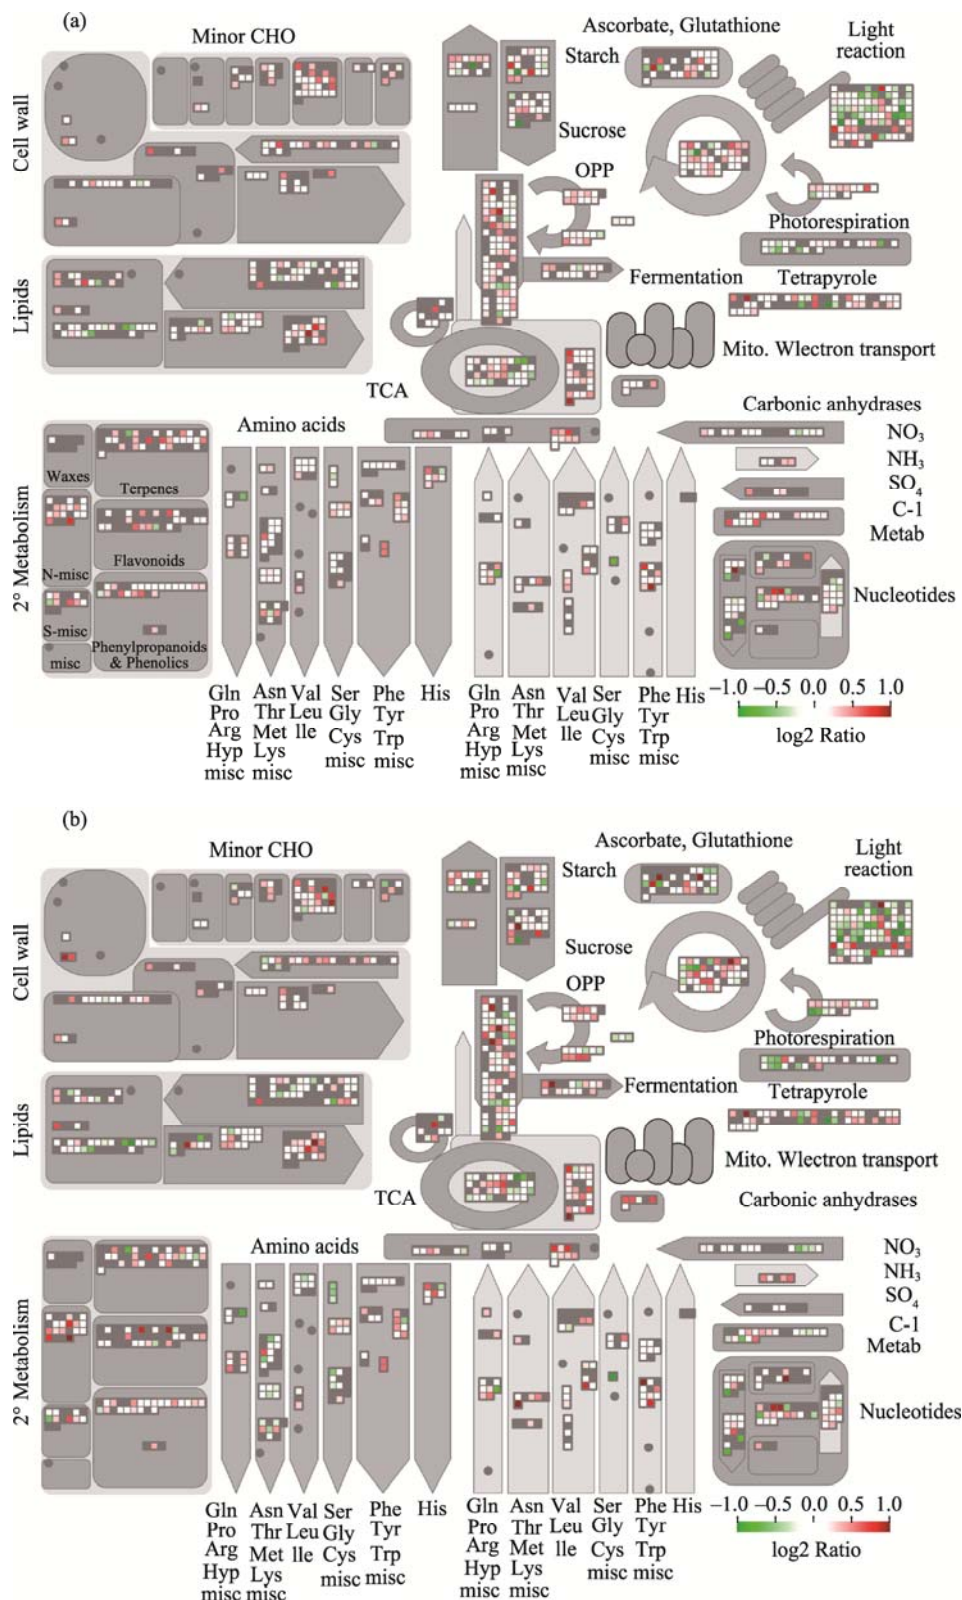 (a)
Minor CHO
Ascorbate, Glutathione
Light
reaction
Starch
Cell wall
Sucrose
OPP
Photorespiration
Fermentation
Tetrapyrole
Lipids
Mito. Wlectron transport
TCA
Carbonic anhydrases
Amino acids
NO3
NH3
SO4
C-1
Metab
2° Metabolism
Waxes
Terpenes
N-misc
Flavonoids
S-misc
misc
Phenylpropanoids
& Phenolics
Nucleotides
Gln
Pro
Arg
Hyp
misc
Asn
Thr
Met
Lys
misc
Val
Leu
lle
Ser
Gly
Cys
misc
Phe
Tyr
Trp
misc
His
Gln
Pro
Arg
Hyp
misc
Asn
Thr
Met
Lys
misc
Val
Leu
lle
Ser
Gly
Cys
misc
Phe
Tyr
Trp
misc
His
−1.0 −0.5 0.5 1.0
log2 Ratio
(b)
Minor CHO
Ascorbate, Glutathione
Light
reaction
Starch
Cell wall
Sucrose
OPP
Photorespiration
Fermentation
Tetrapyrole
Lipids
Mito. Wlectron transport
TCA
Carbonic anhydrases
Amino acids
NO3
NH3
SO4
C-1
Metab
2° Metabolism
Nucleotides
Gln
Pro
Arg
Hyp
misc
Asn
Thr
Met
Lys
misc
Val
Leu
lle
Ser
Gly
Cys
misc
Phe
Tyr
Trp
misc
His
Gln
Pro
Arg
Hyp
misc
Asn
Thr
Met
Lys
misc
Val
Leu
lle
Ser
Gly
Cys
misc
Phe
Tyr
Trp
misc
His
−1.0 −0.5 0.5 1.0
log2 Ratio